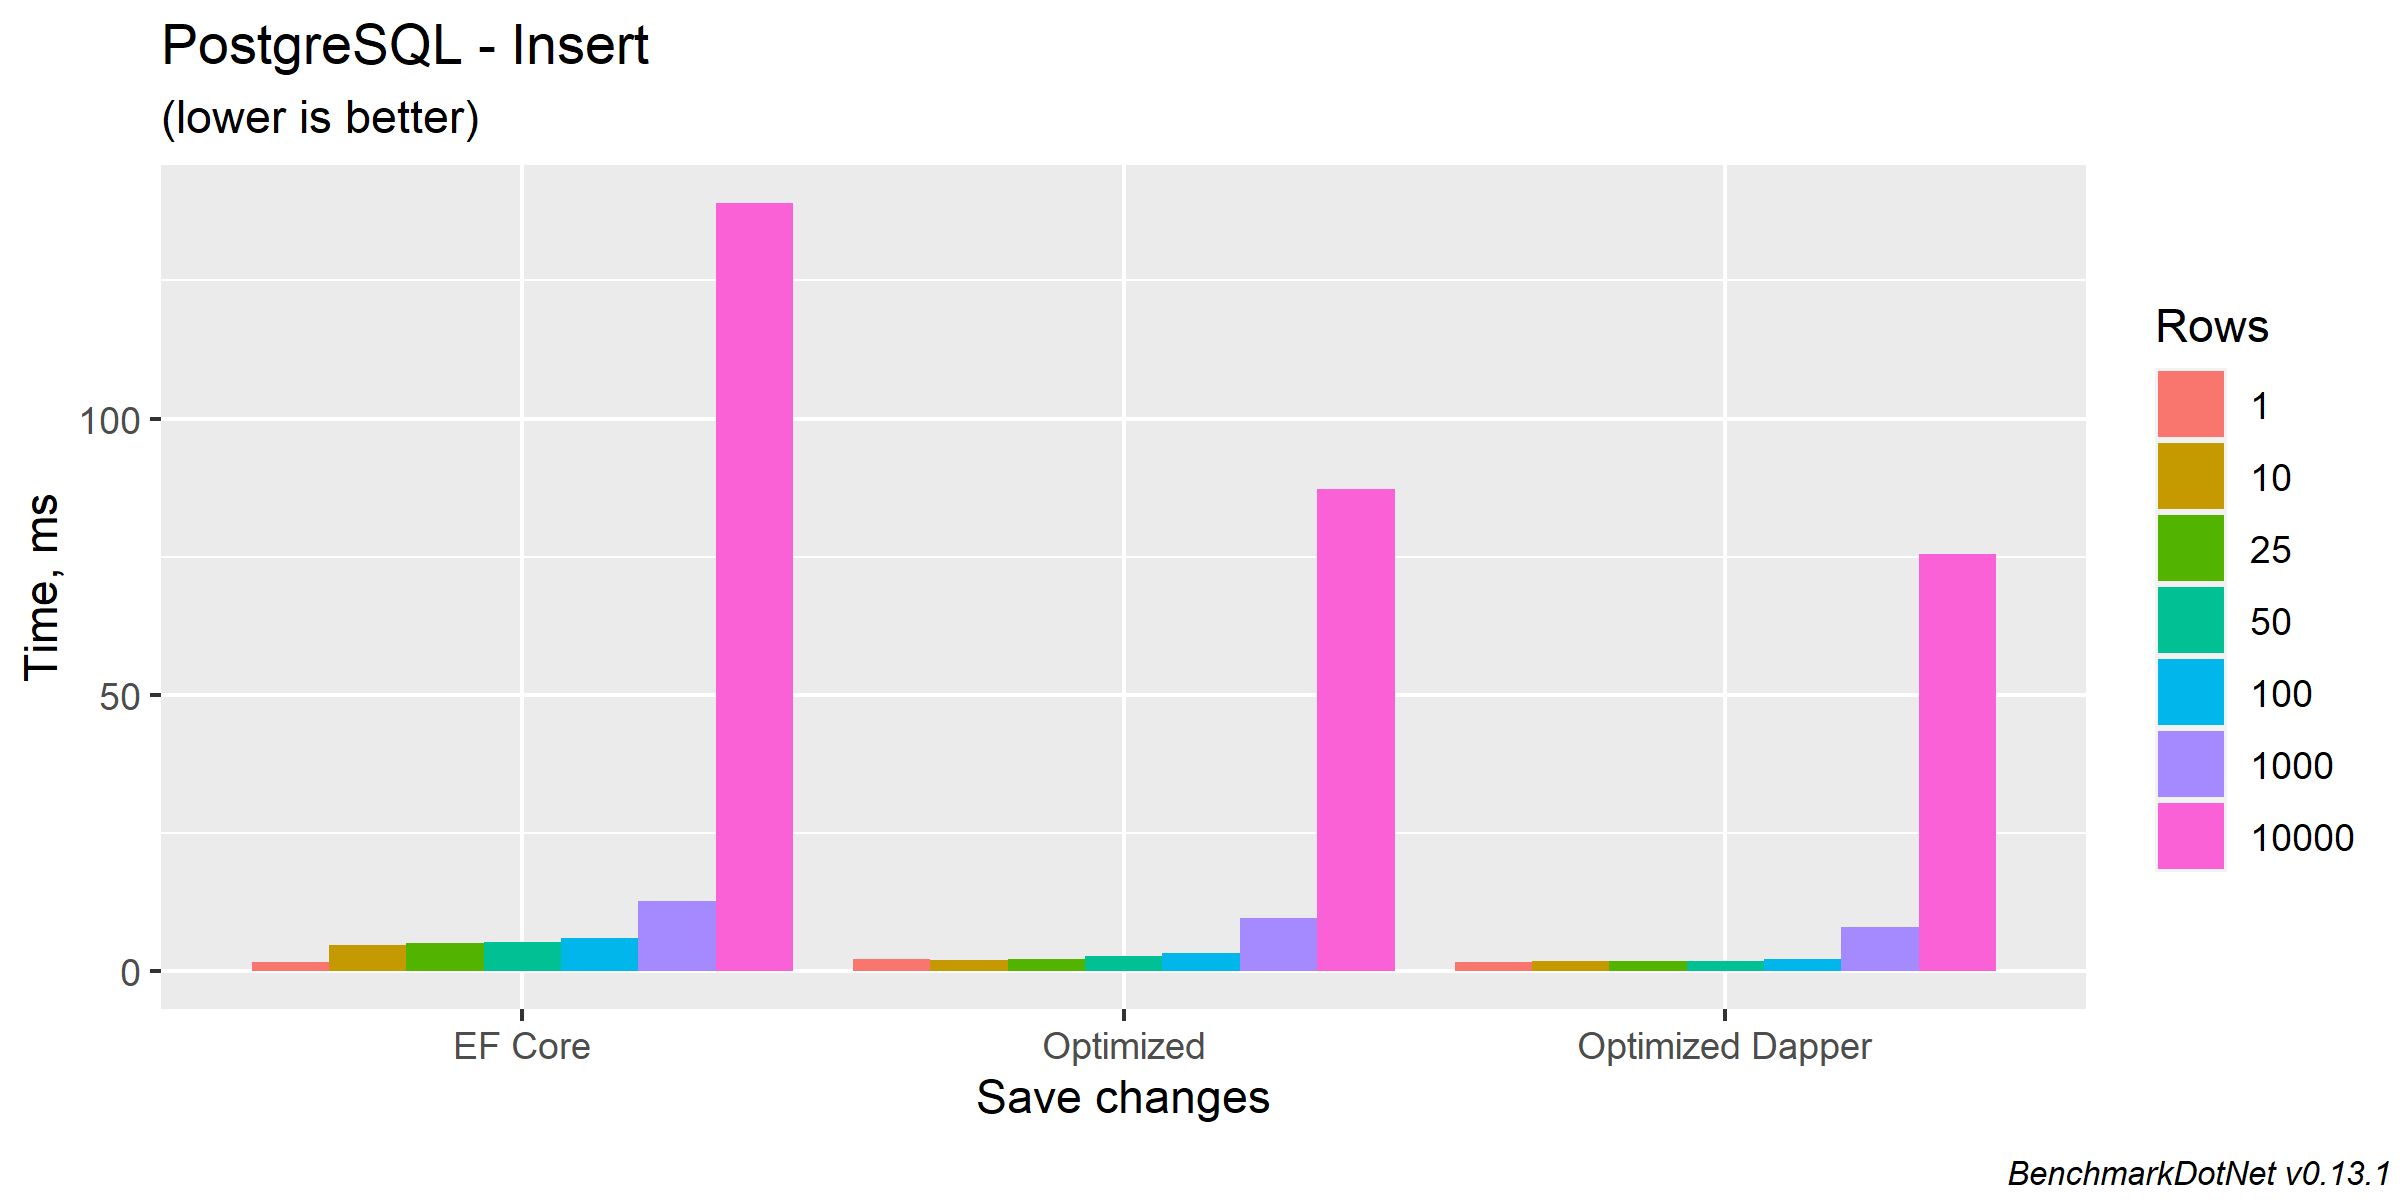 PostgreSQL - Insert
(lower is better)
Time, ms
100
50
0
EF Core
Optimized
Optimized Dapper
Save changes
Rows
1
10
25
50
100
1000
10000
BenchmarkDotNet v0.13.1